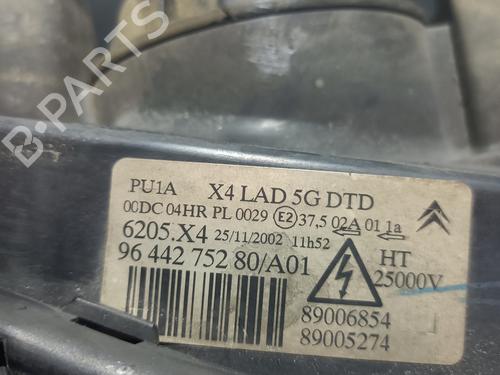 B-PARTS
PU1A X4 LAD 5G DTD
00DC 04HR PL 0029 E2 37,5 02A 01 1a
6205.X4 25/11/2002 11h52
96 442 752 80/A01
HT
25000V
89006854
89005274